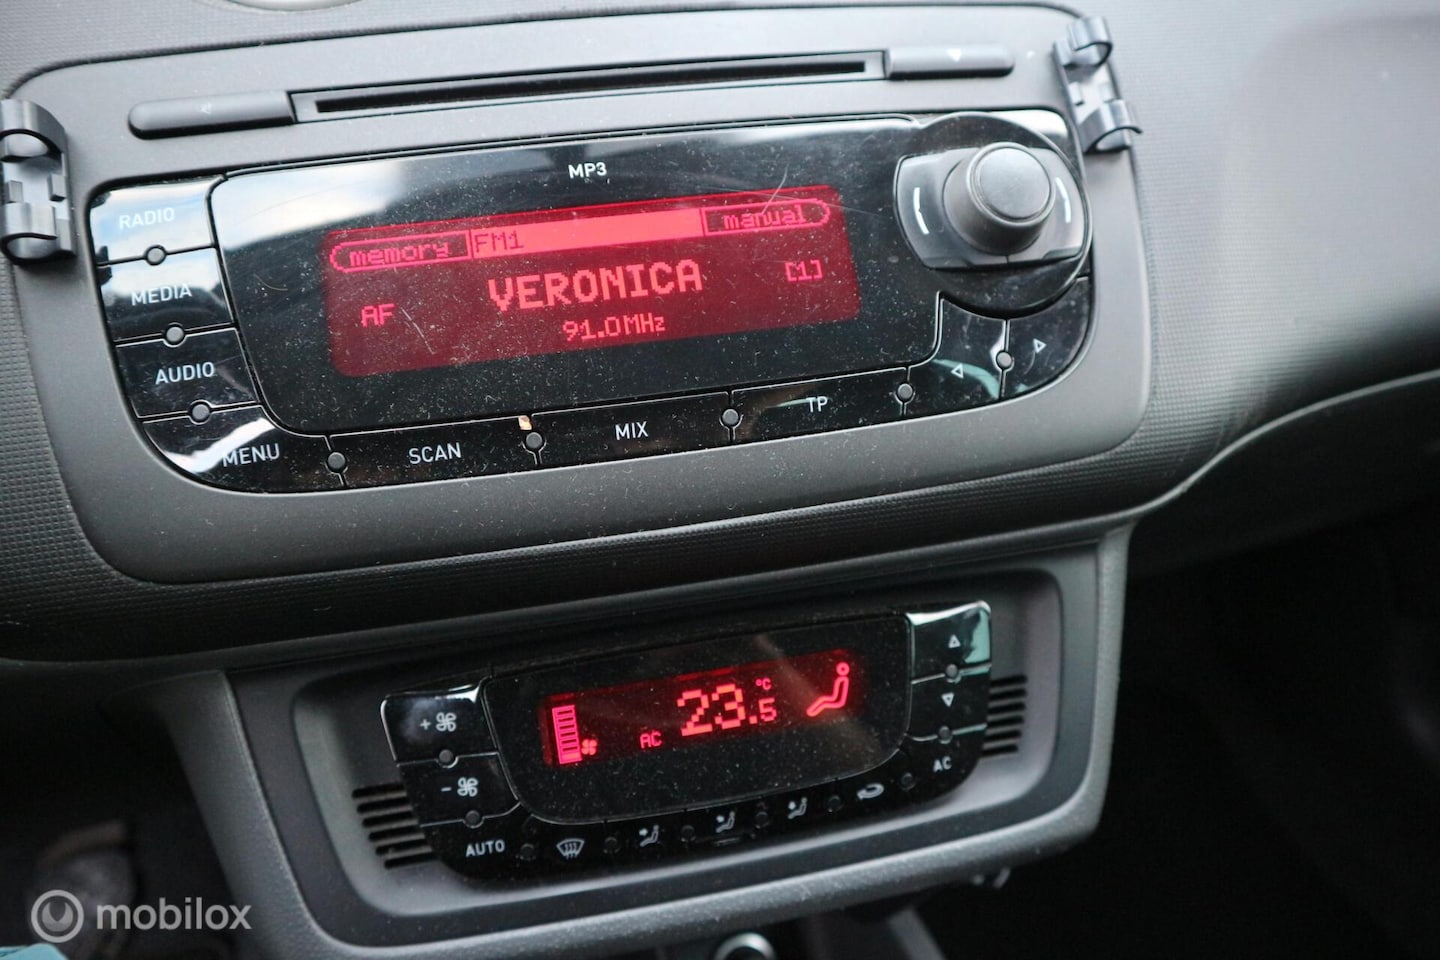 MP3
RADIO
memory FM1 manual
MEDIA
VERONICA [1]
AF
91.0MHz
AUDIO
MENU SCAN MIX TP
°C
+ AC 23.5
-
AC
AUTO
mobilox